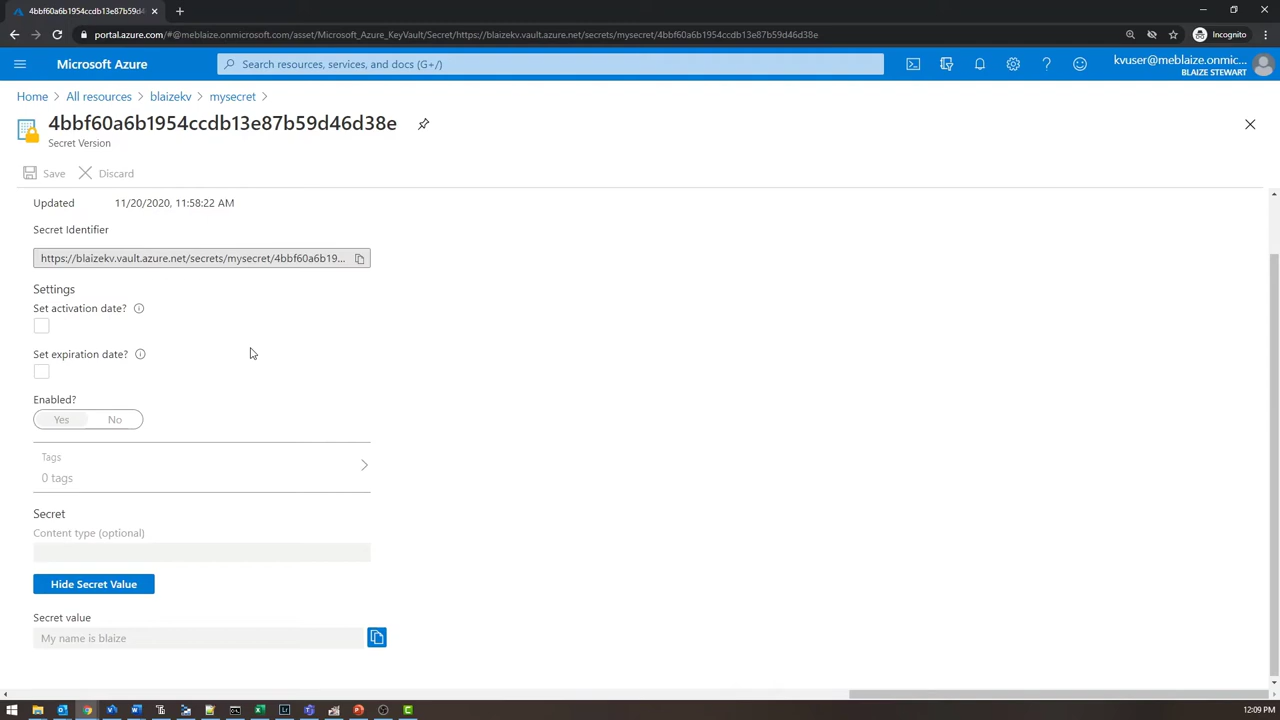 4bbf60a6b1954ccdb13e87b59d46d38e
portal.azure.com/#@meblaize.onmicrosoft.com/asset/Microsoft_Azure_KeyVault/Secret/https://blaizekv.vault.azure.net/secrets/mysecret/4bbf60a6b1954ccdb13e87b59d46d38e
Incognito
Microsoft Azure
Search resources, services, and docs (G+/)
kvuser@meblaize.onmic...
BLAIZE STEWART
Home > All resources > blaizekv > mysecret >
4bbf60a6b1954ccdb13e87b59d46d38e
Secret Version
Save Discard
Updated 11/20/2020, 11:58:22 AM
Secret Identifier
https://blaizekv.vault.azure.net/secrets/mysecret/4bbf60a6b19...
Settings
Set activation date?
Set expiration date?
Enabled?
Yes No
Tags
0 tags
Secret
Content type (optional)
Hide Secret Value
Secret value
My name is blaize
12:09 PM